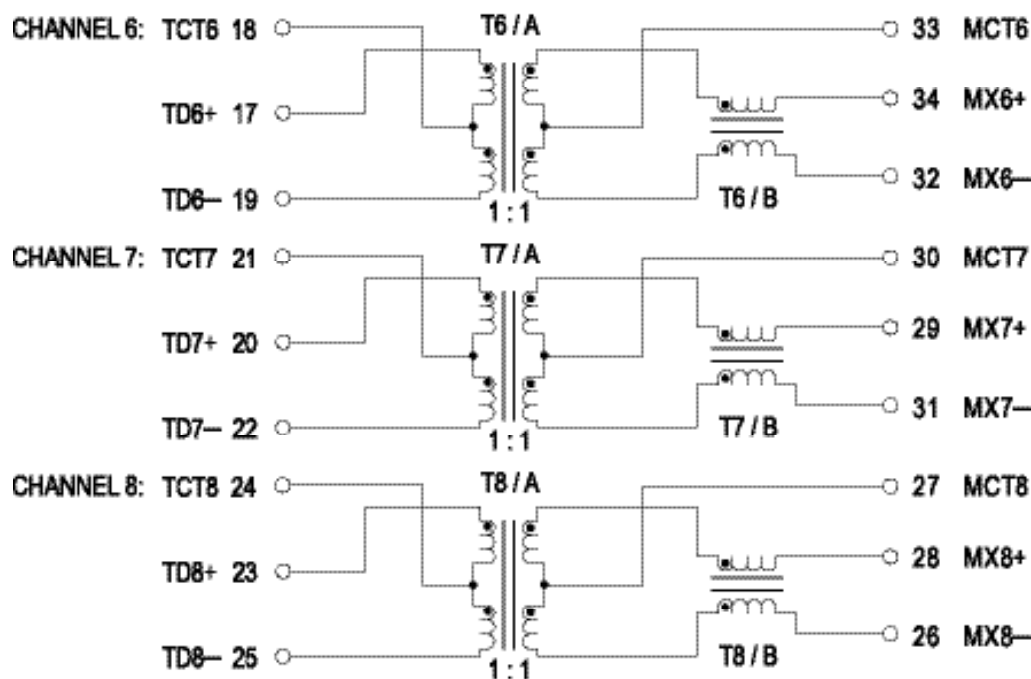 CHANNEL 6: TCT6 18 T6/A 33 MCT6
TD6+ 17 34 MX6+
32 MX6—
TD6— 19 T6/B
1:1
CHANNEL 7: TCT7 21 T7/A 30 MCT7
TD7+ 20 29 MX7+
31 MX7—
TD7— 22 T7/B
1:1
CHANNEL 8: TCT8 24 T8/A 27 MCT8
TD8+ 23 28 MX8+
26 MX8—
TD8— 25 T8/B
1:1